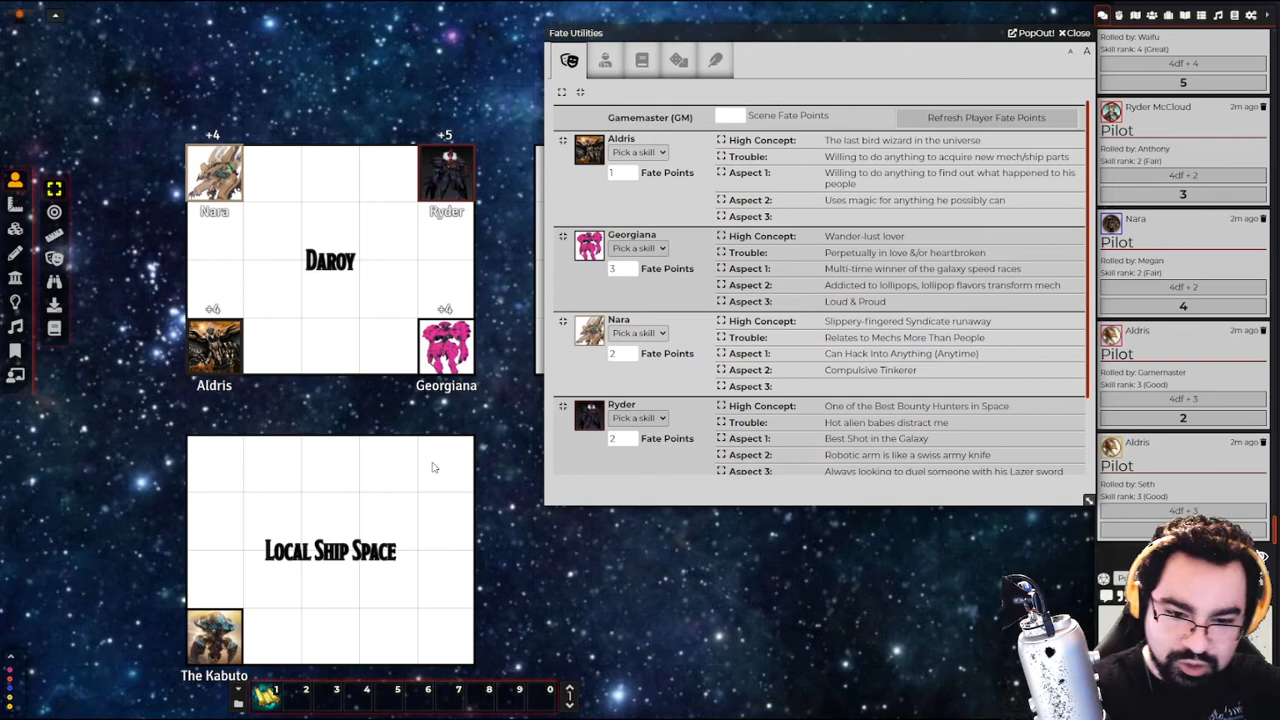 Fate Utilities
PopOut!
Close
A
A
Gamemaster (GM)
Scene Fate Points
Refresh Player Fate Points
Aldris
Pick a skill
1
Fate Points
High Concept:
The last bird wizard in the universe
Trouble:
Willing to do anything to acquire new mech/ship parts
Aspect 1:
Willing to do anything to find out what happened to his
people
Aspect 2:
Uses magic for anything he possibly can
Aspect 3:
Georgiana
Pick a skill
3
Fate Points
High Concept:
Wander-lust lover
Trouble:
Perpetually in love &/or heartbroken
Aspect 1:
Multi-time winner of the galaxy speed races
Aspect 2:
Addicted to lollipops, lollipop flavors transform mech
Aspect 3:
Loud & Proud
Nara
Pick a skill
2
Fate Points
High Concept:
Slippery-fingered Syndicate runaway
Trouble:
Relates to Mechs More Than People
Aspect 1:
Can Hack Into Anything (Anytime)
Aspect 2:
Compulsive Tinkerer
Aspect 3:
Ryder
Pick a skill
2
Fate Points
High Concept:
One of the Best Bounty Hunters in Space
Trouble:
Hot alien babes distract me
Aspect 1:
Best Shot in the Galaxy
Aspect 2:
Robotic arm is like a swiss army knife
Aspect 3:
Always looking to duel someone with his Lazer sword
+4
+5
Nara
Ryder
Daroy
+4
+4
Aldris
Georgiana
Local Ship Space
The Kabuto
1
2
3
4
5
6
7
8
9
0
1
Rolled by: Waifu
Skill rank: 4 (Great)
4df + 4
5
Ryder McCloud
2m ago
Pilot
Rolled by: Anthony
Skill rank: 2 (Fair)
4df + 2
3
Nara
2m ago
Pilot
Rolled by: Megan
Skill rank: 2 (Fair)
4df + 2
4
Aldris
2m ago
Pilot
Rolled by: Gamemaster
Skill rank: 3 (Good)
4df + 3
2
Aldris
2m ago
Pilot
Rolled by: Seth
Skill rank: 3 (Good)
4df + 3